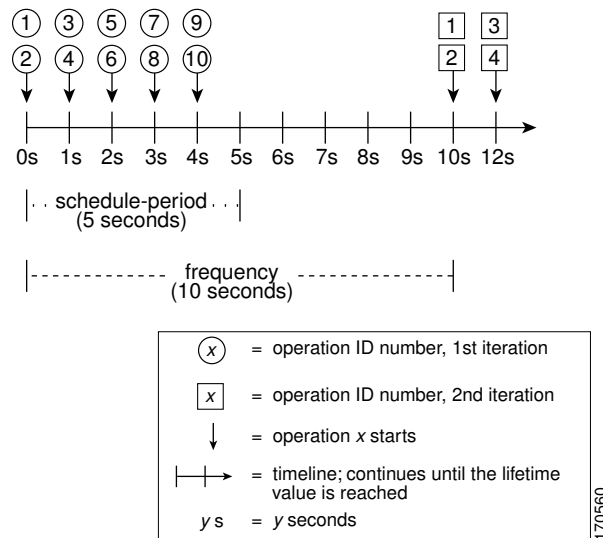 1 3 5 7 9 1 3
2 4 6 8 10 2 4
0s 1s 2s 3s 4s 5s 6s 7s 8s 9s 10s 12s
schedule-period
(5 seconds)
frequency
(10 seconds)
x = operation ID number, 1st iteration
x = operation ID number, 2nd iteration
= operation x starts
= timeline; continues until the lifetime
value is reached
y s = y seconds
170560